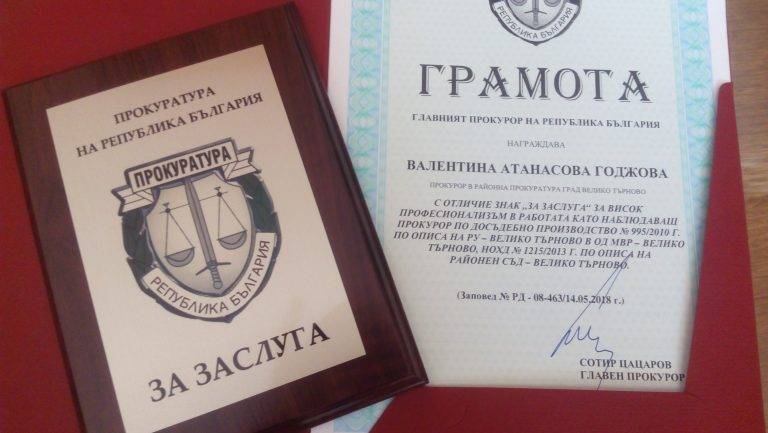 ПРОКУРАТУРА
НА РЕПУБЛИКА БЪЛГАРИЯ
ПРОКУРАТУРА
РЕПУБЛИКА БЪЛГАРИЯ
ЗА ЗАСЛУГА
РЕПУБЛИКА БЪЛГАРИЯ
ГРАМОТА
ГЛАВНИЯТ ПРОКУРОР НА РЕПУБЛИКА БЪЛГАРИЯ
НАГРАЖДАВА
ВАЛЕНТИНА АТАНАСОВА ГОДЖОВА
ПРОКУРОР В РАЙОННА ПРОКУРАТУРА ГРАД ВЕЛИКО ТЪРНОВО
С ОТЛИЧИЕ ЗНАК „ЗА ЗАСЛУГА“ ЗА ВИСОК
ПРОФЕСИОНАЛИЗЪМ В РАБОТАТА КАТО НАБЛЮДАВАЩ
ПРОКУРОР ПО ДОСЪДЕБНО ПРОИЗВОДСТВО № 995/2010 Г.
ПО ОПИСА НА РУ – ВЕЛИКО ТЪРНОВО В ОД МВР – ВЕЛИКО
ТЪРНОВО, НОХД № 1215/2013 Г. ПО ОПИСА НА
РАЙОНЕН СЪД – ВЕЛИКО ТЪРНОВО.
(Заповед № РД - 08-463/14.05.2018 г.)
СОТИР ЦАЦАРОВ
ГЛАВЕН ПРОКУРОР